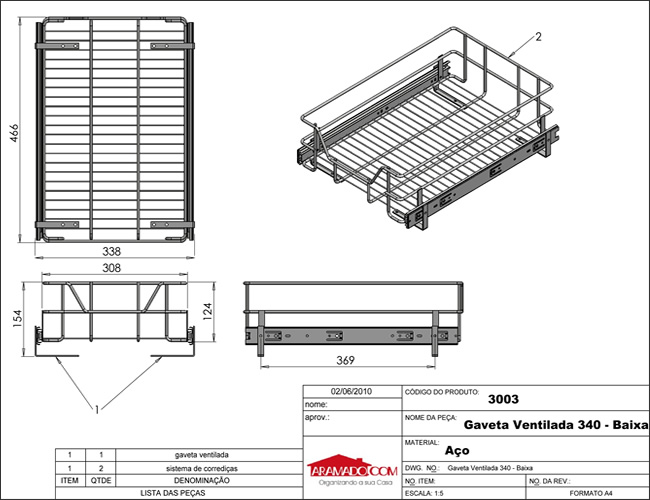 466
338
308
154
124
369
1
2
02/06/2010
nome:
aprov.:
CÓDIGO DO PRODUTO:
3003
NOME DA PEÇA:
Gaveta Ventilada 340 - Baixa
MATERIAL:
Aço
DWG. NO.: Gaveta Ventilada 340 - Baixa
NO. ITEM:
NO. DA REV.:
ESCALA: 1:5
FORMATO A4
ARAMADO.COM
Organizando a sua Casa
1 1 gaveta ventilada
1 2 sistema de corrediças
ITEM QTDE DENOMINAÇÃO
LISTA DAS PEÇAS